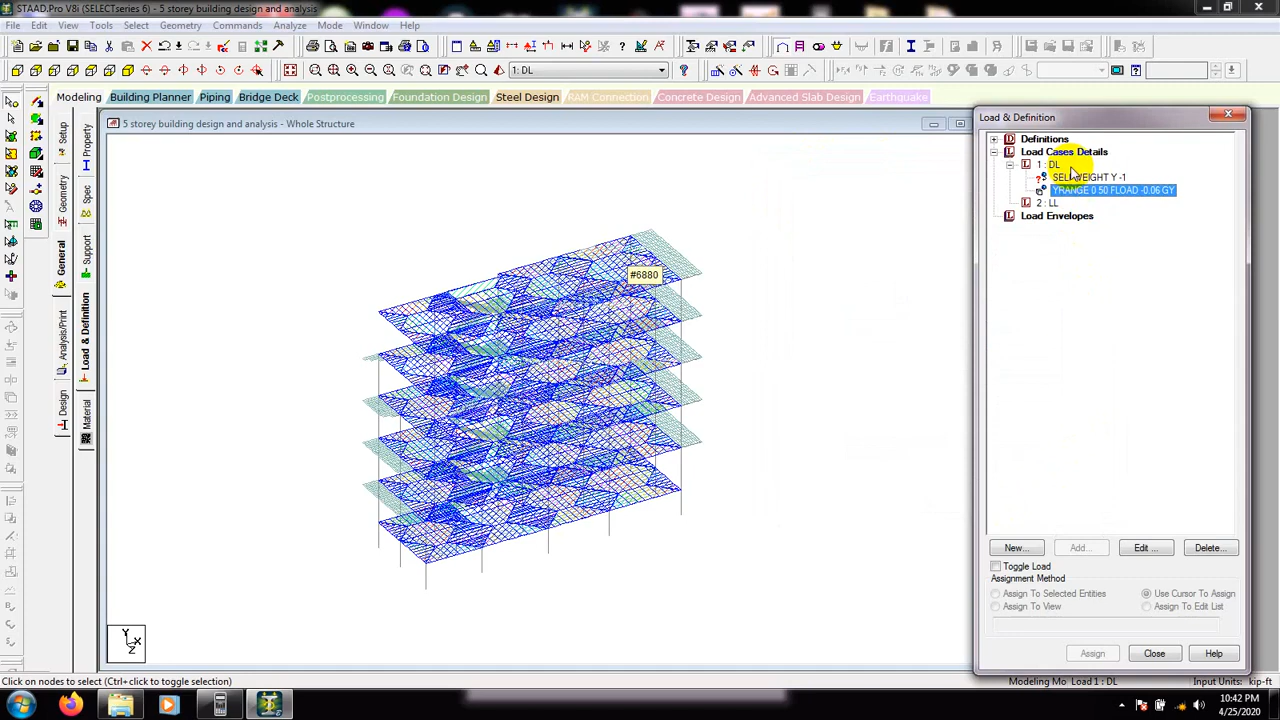 STAAD.Pro V8i (SELECTseries 6) - 5 storey building design and analysis
File Edit View Tools Select Geometry Commands Analyze Mode Window Help
1: DL
Modeling Building Planner Piping Bridge Deck Postprocessing Foundation Design Steel Design RAM Connection Concrete Design Advanced Slab Design Earthquake
5 storey building design and analysis - Whole Structure
Setup
Geometry
General
Analysis/Print
Design
Property
Spec
Support
Load & Definition
Material
#6880
Y
X
Z
Load & Definition
Definitions
Load Cases Details
1 : DL
SELFWEIGHT Y -1
YRANGE 0 50 FLOAD -0.06 GY
2 : LL
Load Envelopes
New... Add... Edit ... Delete...
Toggle Load
Assignment Method
Assign To Selected Entities Use Cursor To Assign
Assign To View Assign To Edit List
Assign Close Help
Click on nodes to select (Ctrl+click to toggle selection) Modeling Mo Load 1 : DL Input Units: kip-ft
10:42 PM
4/25/2020